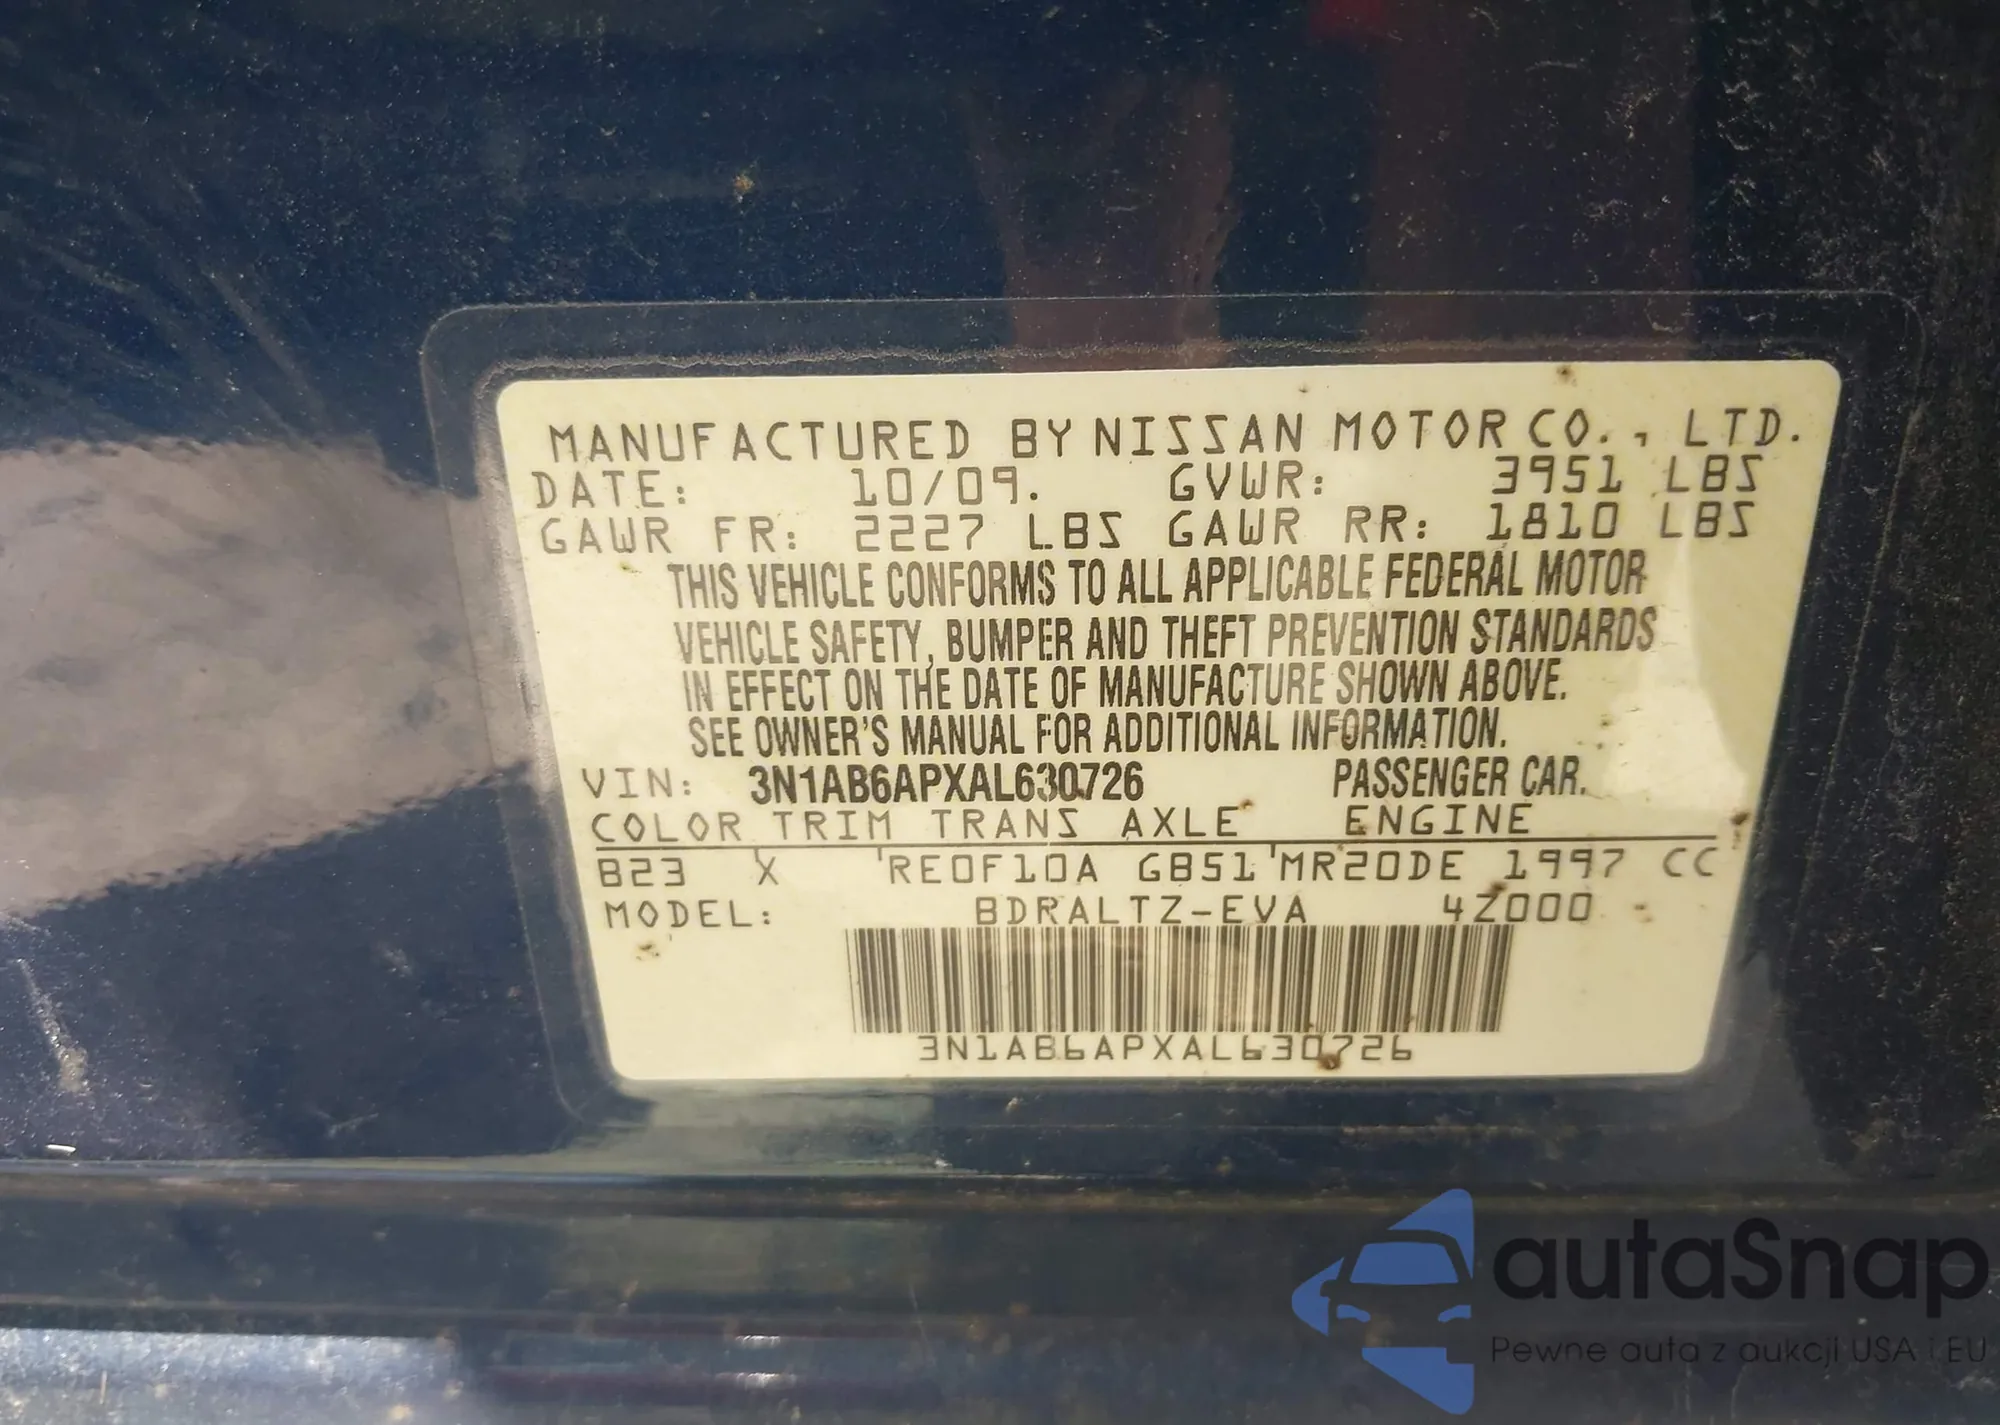 MANUFACTURED BY NISSAN MOTOR CO., LTD.
DATE: 10/09. GVWR: 3951 LBS
GAWR FR: 2227 LBS GAWR RR: 1810 LBS
THIS VEHICLE CONFORMS TO ALL APPLICABLE FEDERAL MOTOR
VEHICLE SAFETY, BUMPER AND THEFT PREVENTION STANDARDS
IN EFFECT ON THE DATE OF MANUFACTURE SHOWN ABOVE.
SEE OWNER'S MANUAL FOR ADDITIONAL INFORMATION.
VIN: 3N1AB6APXAL630726 PASSENGER CAR.
COLOR TRIM TRANS AXLE ENGINE
B23 X RE0F10A GB51 MR20DE 1997 CC
MODEL: BDRALTZ-EVA 4Z000
3N1AB6APXAL630726
autaSnap
Pewne auta z aukcji USA i EU